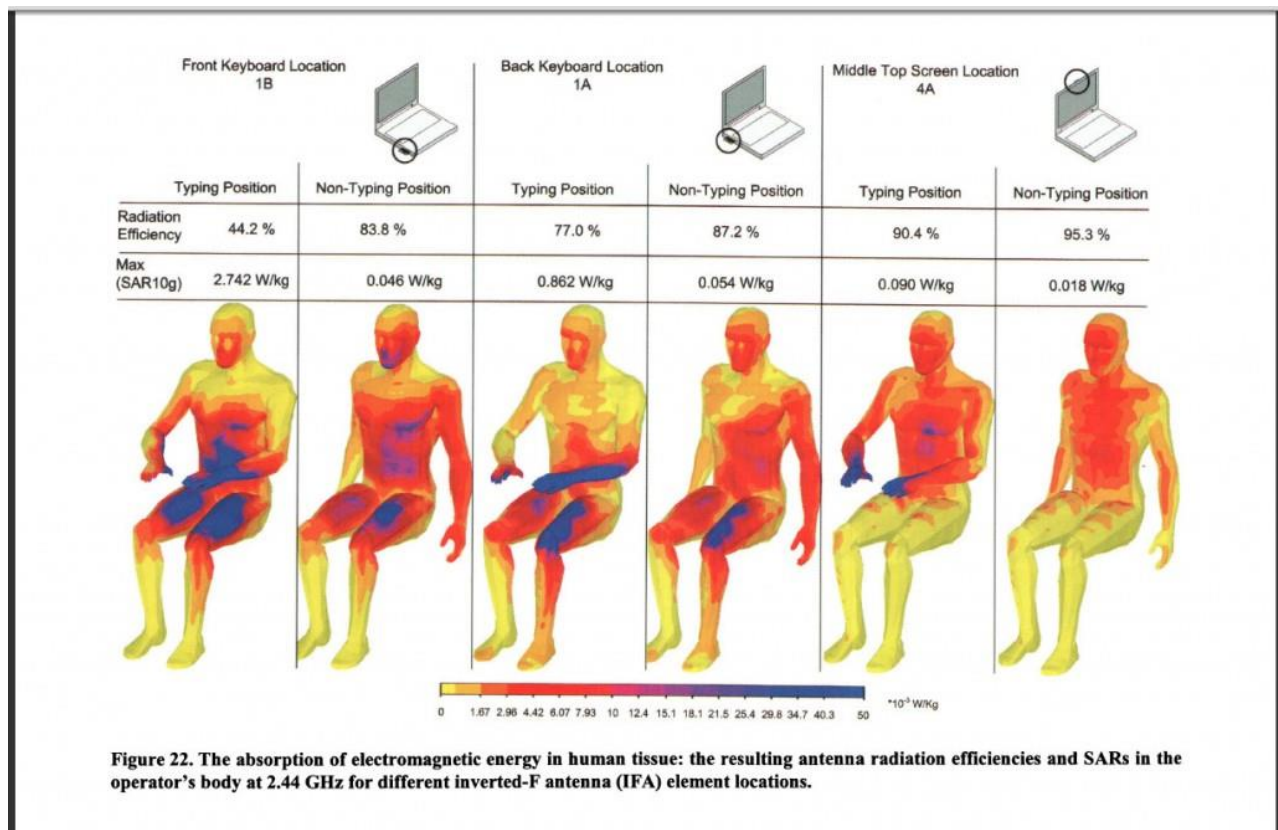 Front Keyboard Location
1B
Back Keyboard Location
1A
Middle Top Screen Location
4A
Typing Position Non-Typing Position Typing Position Non-Typing Position Typing Position Non-Typing Position
Radiation
Efficiency
44.2 % 83.8 % 77.0 % 87.2 % 90.4 % 95.3 %
Max
(SAR10g) 2.742 W/kg 0.046 W/kg 0.862 W/kg 0.054 W/kg 0.090 W/kg 0.018 W/kg
0 1.67 2.96 4.42 6.07 7.93 10 12.4 15.1 18.1 21.5 25.4 29.8 34.7 40.3 50
*10⁻³ W/Kg
Figure 22. The absorption of electromagnetic energy in human tissue: the resulting antenna radiation efficiencies and SARs in the
operator's body at 2.44 GHz for different inverted-F antenna (IFA) element locations.